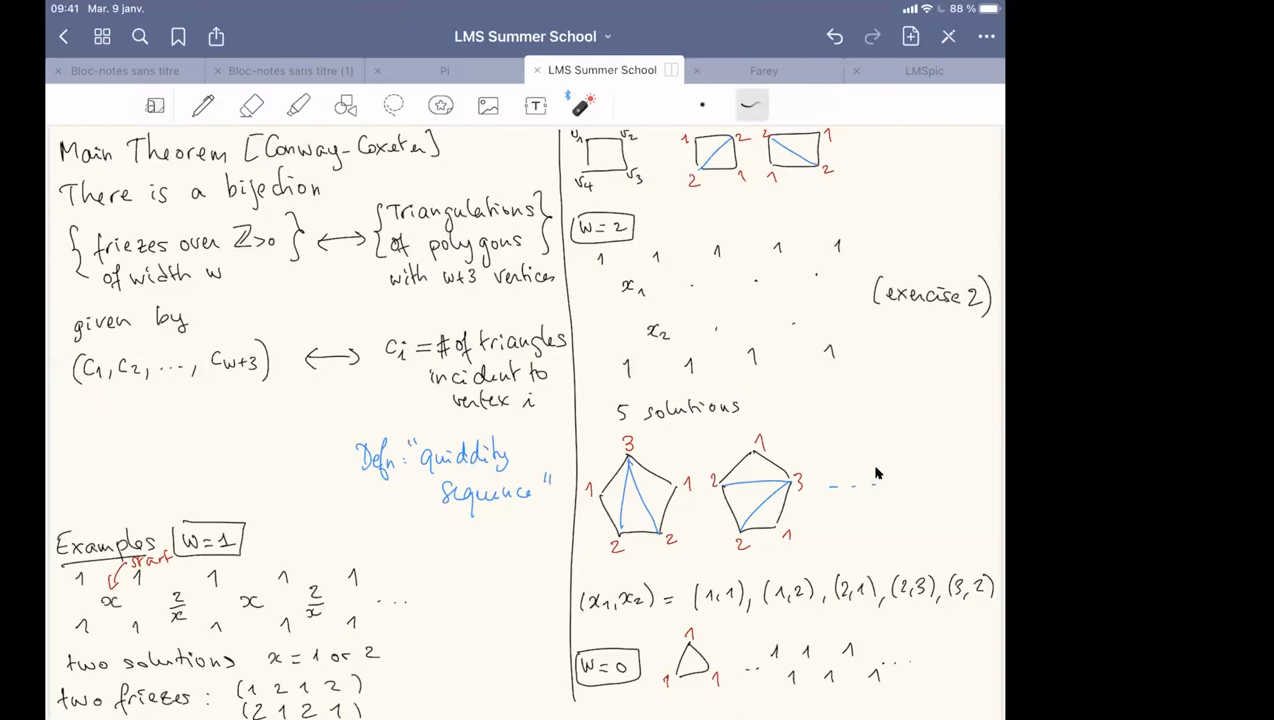 09:41 Mar. 9 janv.
88 %
LMS Summer School
Bloc-notes sans titre
Bloc-notes sans titre (1)
Pi
LMS Summer School
Farey
LMSpic
Main Theorem [Conway-Coxeter]
There is a bijection
{friezes over ℤ>0 of width w} ↔ {Triangulations of polygons with w+3 vertices}
given by
(c1, c2, ..., cw+3) ↔ ci = # of triangles
incident to
vertex i
Defn: "quiddity
sequence"
Examples w=1
start
1 1 1 1 1
x 2/x x 2/x ...
1 1 1 1 1
two solutions x = 1 or 2
two friezes: (1 2 1 2)
(2 1 2 1)
v1 v2
v4 v3
1 2
2 1
2 1
1 2
w=2
1 1 1 1 1
x1 . . .
(exercise 2)
x2 . .
1 1 1 1
5 solutions
3
1 1
2 2
1
2 3
2 1
(x1, x2) = (1,1), (1,2), (2,1), (2,3), (3,2)
w=0
1
1 1
.. 1 1 1
1 1 1 ...